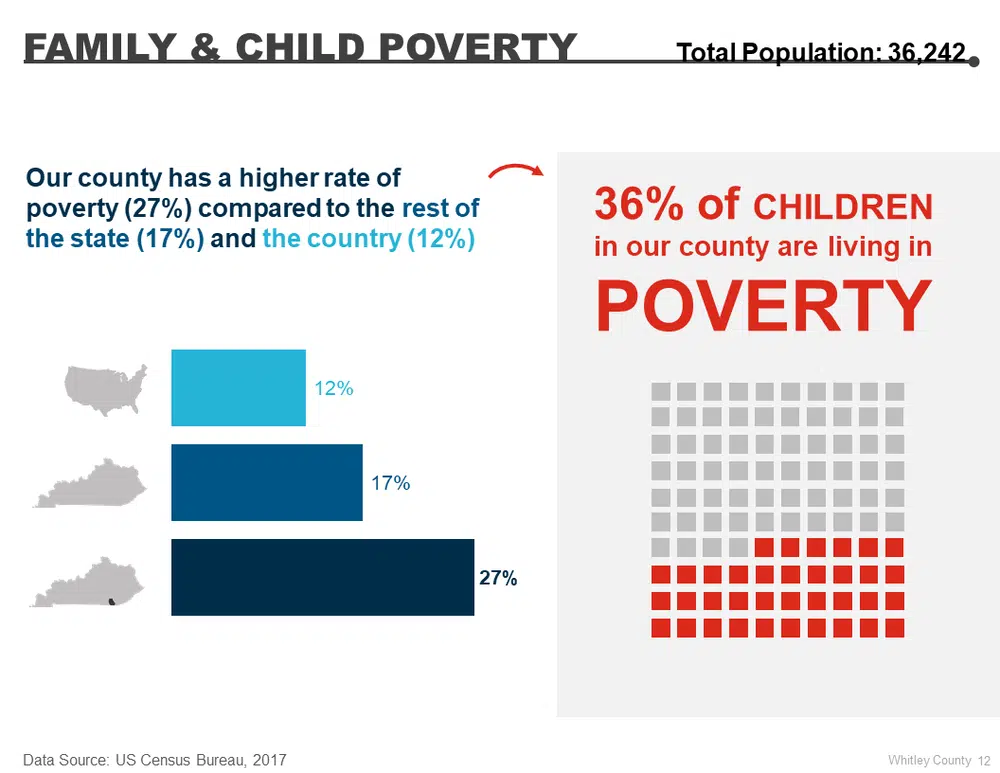 FAMILY & CHILD POVERTY
Total Population: 36,242
Our county has a higher rate of
poverty (27%) compared to the rest of
the state (17%) and the country (12%)
36% of CHILDREN
in our county are living in
POVERTY
12%
17%
27%
Data Source: US Census Bureau, 2017
Whitley County 12